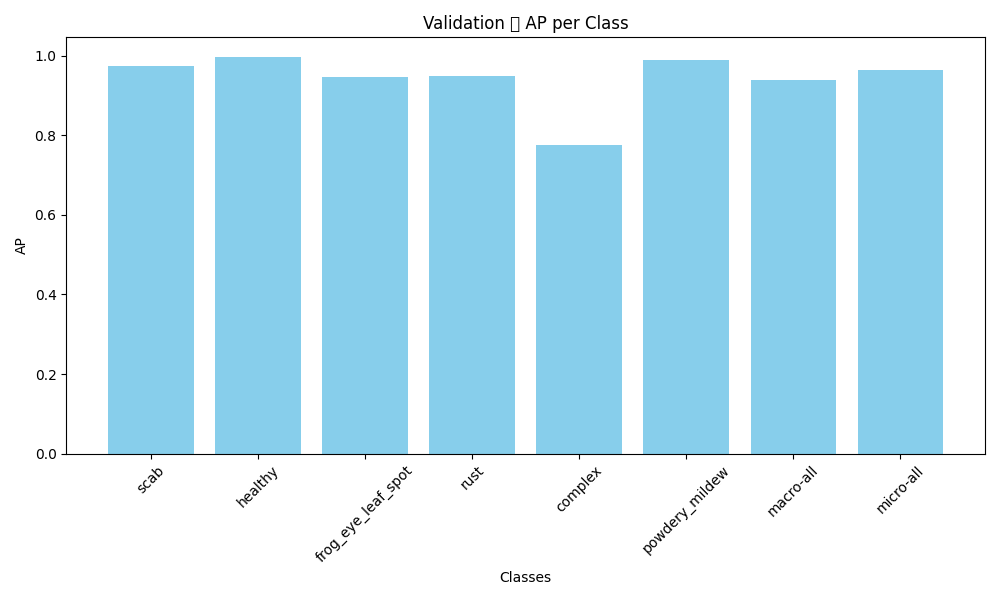 Validation ▯ AP per Class
1.0
0.8
0.6
0.4
0.2
0.0
AP
scab
healthy
frog_eye_leaf_spot
rust
complex
powdery_mildew
macro-all
micro-all
Classes